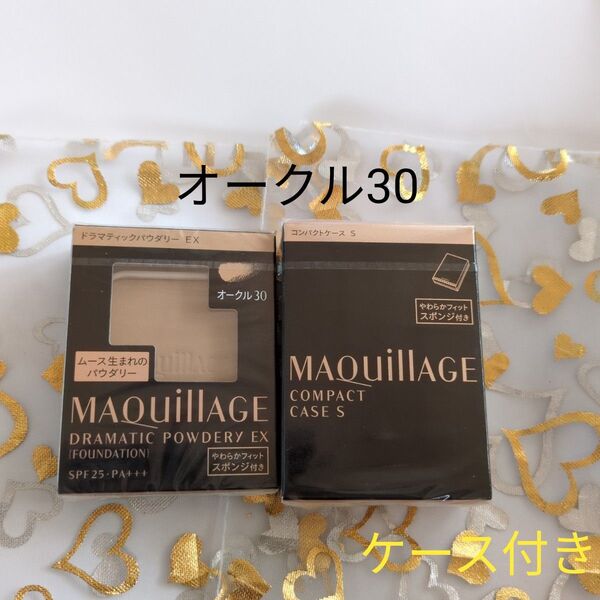 オークル30
ドラマティックパウダリー EX
オークル30
ムース生まれの
パウダリー
MAQuillAGE
DRAMATIC POWDERY EX
[FOUNDATION]
やわらかフィット
スポンジ付き
SPF25・PA+++
コンパクトケース S
やわらかフィット
スポンジ付き
MAQuillAGE
COMPACT
CASE S
ケース付き